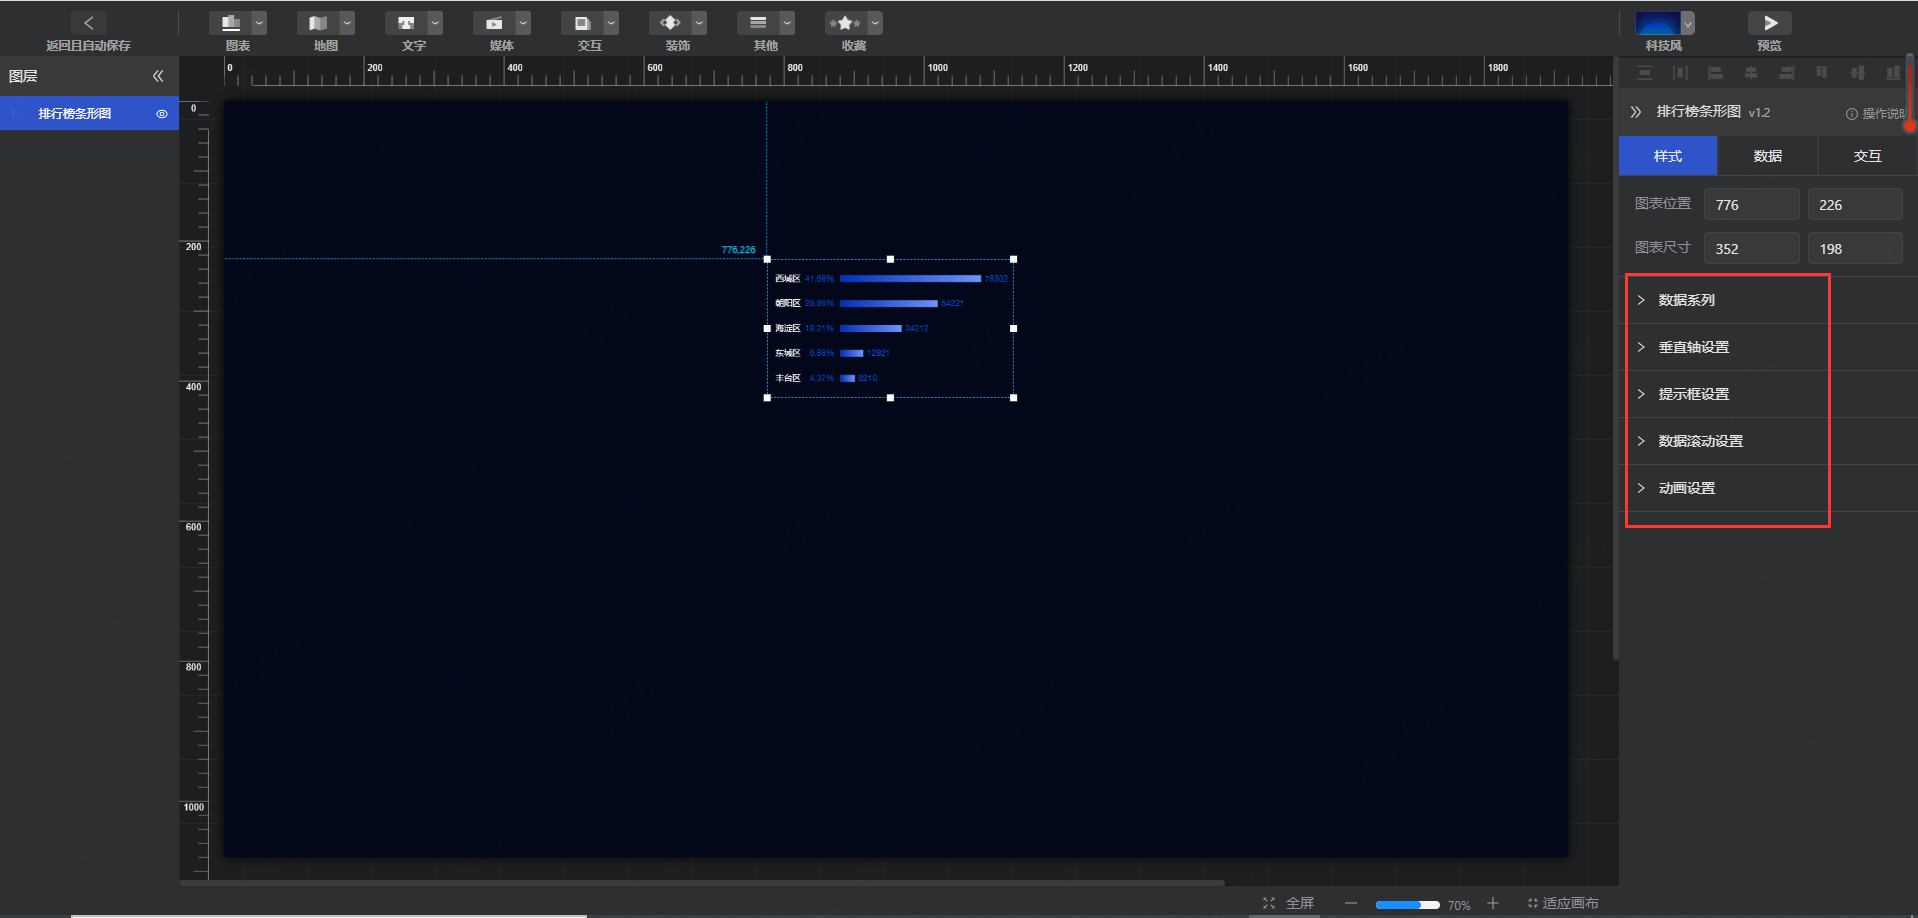 返回且自动保存
图表
地图
文字
媒体
交互
装饰
其他
收藏
科技风
预览
图层
排行榜条形图
0
200
400
600
800
1000
1200
1400
1600
1800
0
200
400
600
800
1000
776,226
西城区 41.68% 78302
朝阳区 28.86% 54221
海淀区 18.21% 34212
东城区 6.88% 12921
丰台区 4.37% 8210
排行榜条形图 v1.2
操作说明
样式
数据
交互
图表位置 776 226
图表尺寸 352 198
数据系列
垂直轴设置
提示框设置
数据滚动设置
动画设置
全屏
70%
适应画布